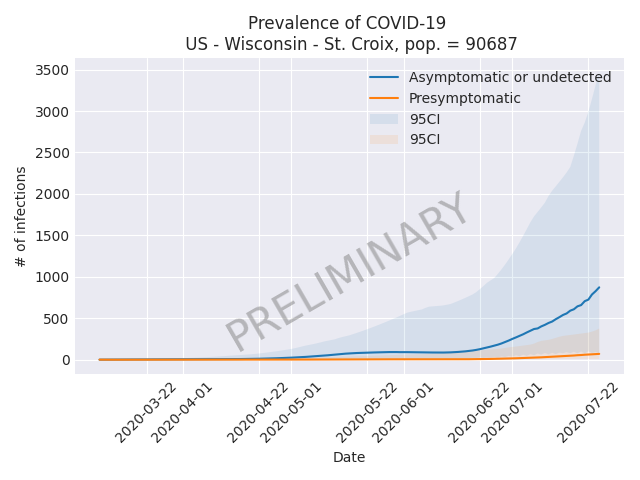 Prevalence of COVID-19
US - Wisconsin - St. Croix, pop. = 90687
3500
3000
2500
2000
1500
1000
500
0
# of infections
Asymptomatic or undetected
Presymptomatic
95CI
95CI
PRELIMINARY
2020-03-22
2020-04-01
2020-04-22
2020-05-01
2020-05-22
2020-06-01
2020-06-22
2020-07-01
2020-07-22
Date